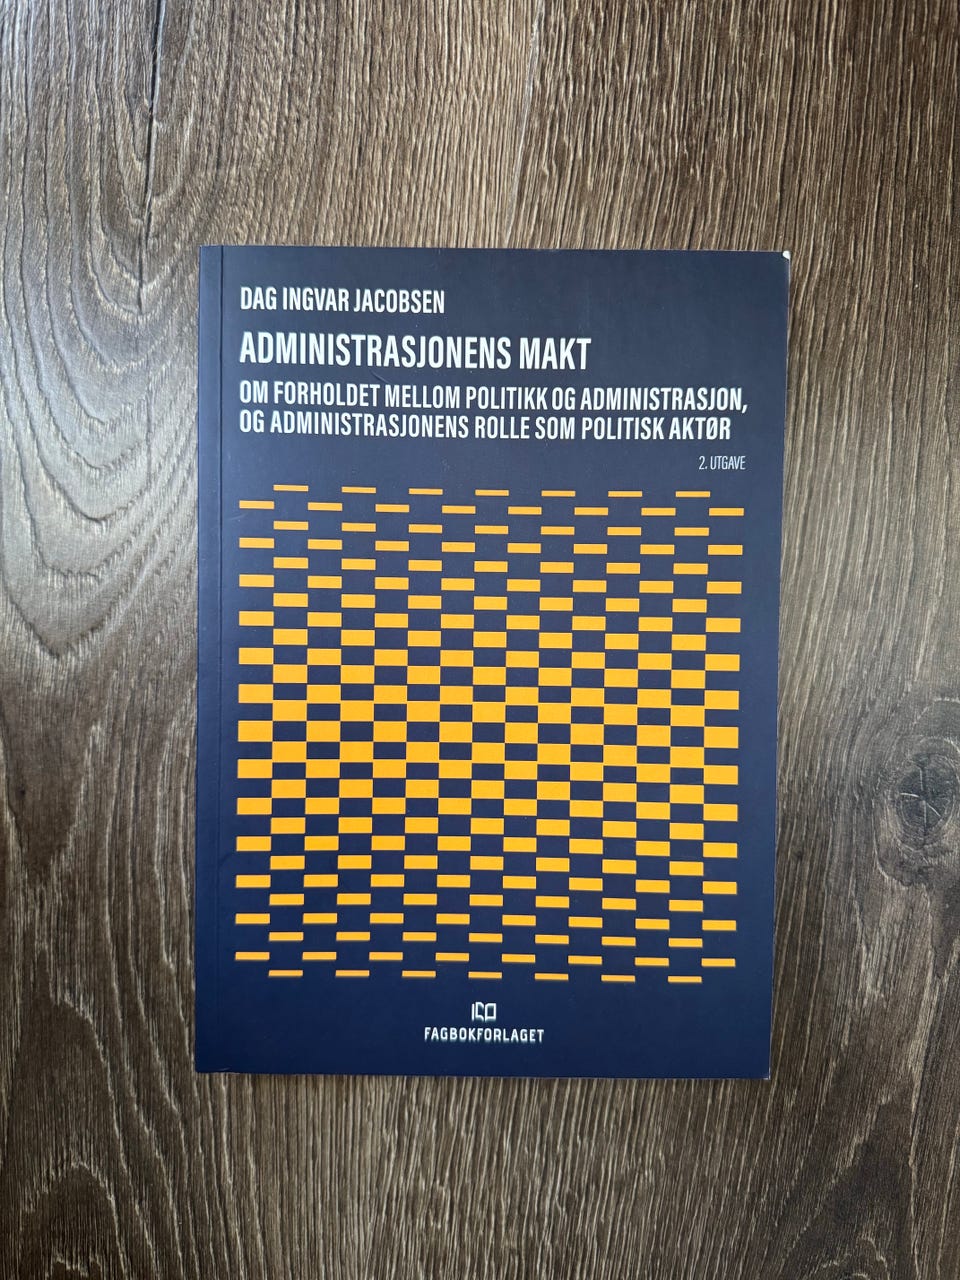 DAG INGVAR JACOBSEN
ADMINISTRASJONENS MAKT
OM FORHOLDET MELLOM POLITIKK OG ADMINISTRASJON,
OG ADMINISTRASJONENS ROLLE SOM POLITISK AKTØR
2. UTGAVE
FAGBOKFORLAGET